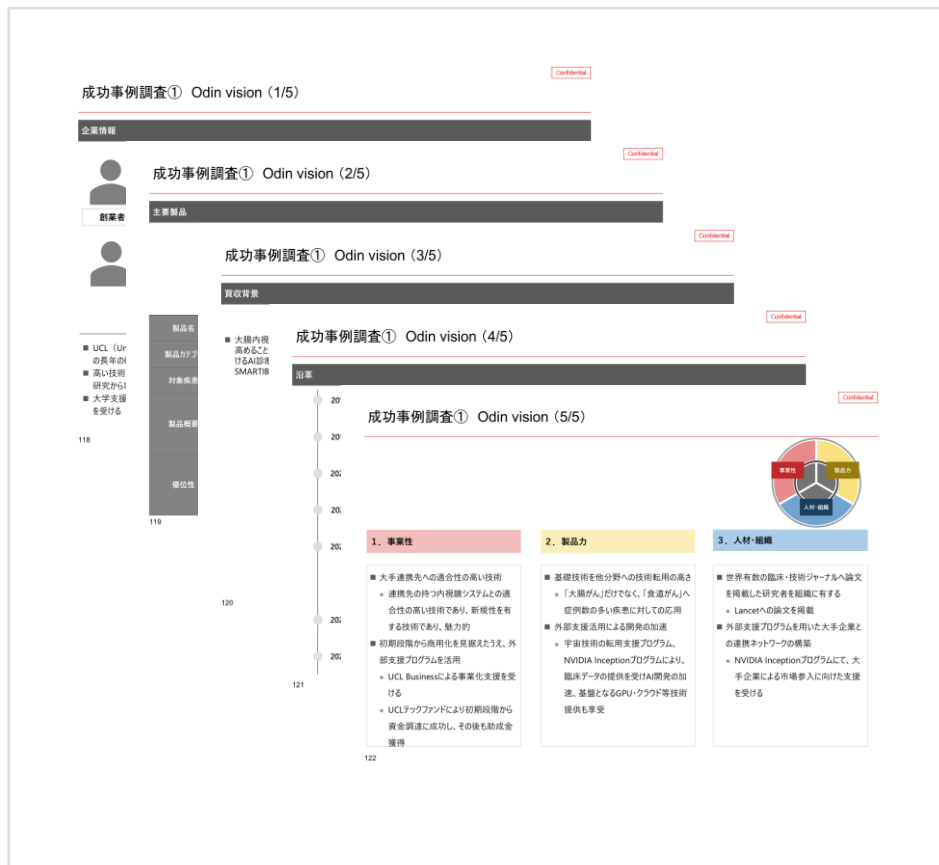 Confidential
成功事例調査① Odin vision（1/5）
企業情報
創業者
■ UCL（Un
の長年の
■ 高い技術
研究から
■ 大学支援
を受ける
118
Confidential
成功事例調査① Odin vision（2/5）
主要製品
製品名
製品カテゴ
対象疾患
製品概要
優位性
119
Confidential
成功事例調査① Odin vision（3/5）
買収背景
■ 大腸内視
高めること
けるAI診
SMARTIB
120
Confidential
成功事例調査① Odin vision（4/5）
沿革
20
20
20
20
20
20
20
121
Confidential
成功事例調査① Odin vision（5/5）
事業性
製品力
人材・組織
1．事業性
■ 大手連携先への適合性の高い技術
● 連携先の持つ内視鏡システムとの適
合性の高い技術であり、新規性を有
する技術であり、魅力的
■ 初期段階から商用化を見据えたうえ、外
部支援プログラムを活用
● UCL Businessによる事業化支援を受
ける
● UCLテックファンドにより初期段階から
資金調達に成功し、その後も助成金
獲得
2．製品力
■ 基礎技術を他分野への技術転用の高さ
● 「大腸がん」だけでなく、「食道がん」へ
症例数の多い疾患に対しての応用
■ 外部支援活用による開発の加速
● 宇宙技術の転用支援プログラム、
NVIDIA Inceptionプログラムにより、
臨床データの提供を受けAI開発の加
速、基盤となるGPU・クラウド等技術
提供も享受
3．人材・組織
■ 世界有数の臨床・技術ジャーナルへ論文
を掲載した研究者を組織に有する
● Lancetへの論文を掲載
■ 外部支援プログラムを用いた大手企業と
の連携ネットワークの構築
● NVIDIA Inceptionプログラムにて、大
手企業による市場参入に向けた支援
を受ける
122